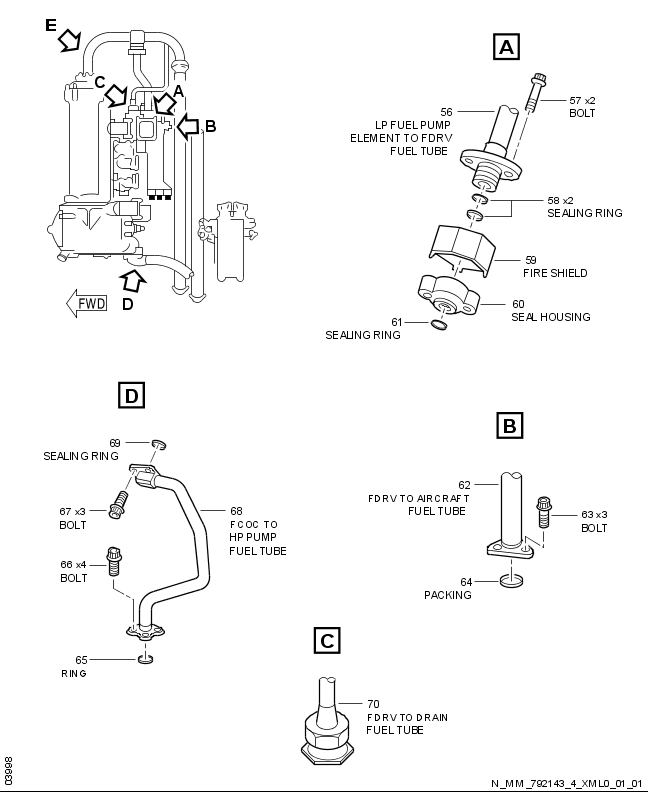 E
C
A
B
D
FWD
A
56
LP FUEL PUMP
ELEMENT TO FDRV
FUEL TUBE
57 x2
BOLT
58 x2
SEALING RING
59
FIRE SHIELD
60
SEAL HOUSING
61
SEALING RING
D
69
SEALING RING
67 x3
BOLT
68
FCOC TO
HP PUMP
FUEL TUBE
66 x4
BOLT
65
RING
B
62
FDRV TO AIRCRAFT
FUEL TUBE
63 x3
BOLT
64
PACKING
C
70
FDRV TO DRAIN
FUEL TUBE
03998
N_MM_792143_4_XML0_01_01